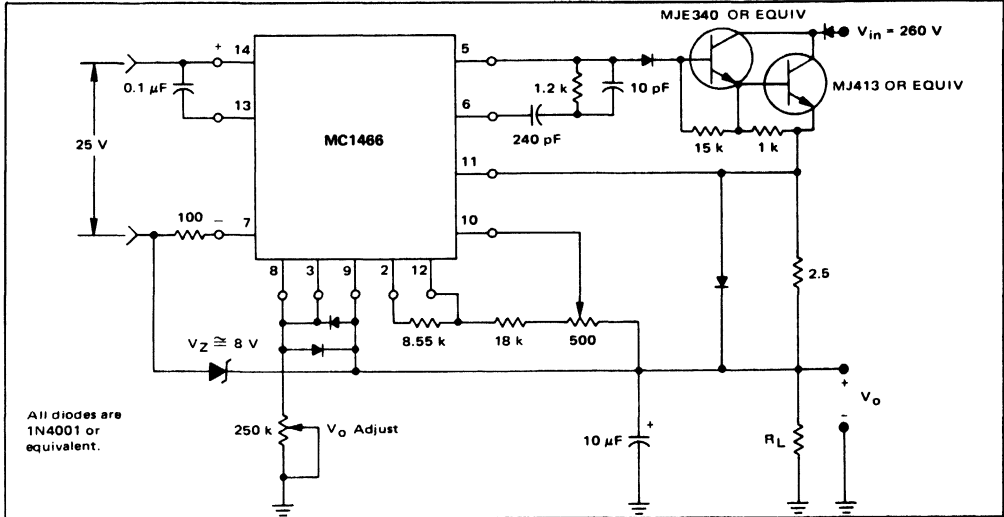 MJE340 OR EQUIV
V_in = 260 V
MJ413 OR EQUIV
+
14
5
0.1 µF
13
1.2 k
10 pF
6
240 pF
MC1466
15 k
1 k
25 V
11
100
–
7
10
8
3
9
2
12
2.5
8.55 k
18 k
500
V_Z ≅ 8 V
+
V_o
–
All diodes are
1N4001 or
equivalent.
250 k
V_o Adjust
10 µF
+
R_L